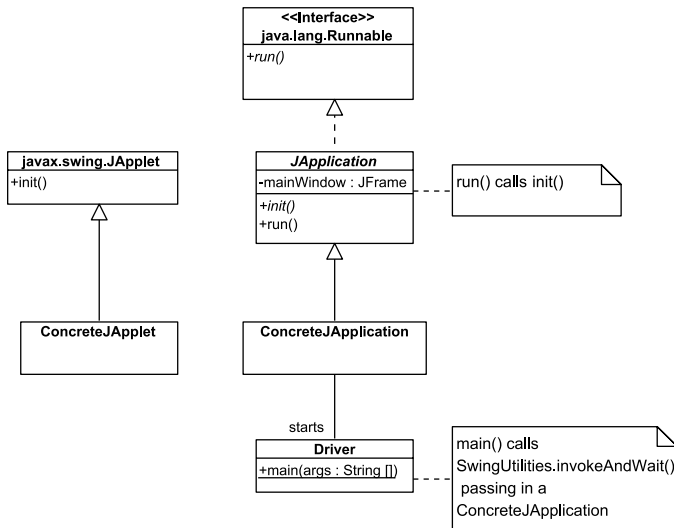 <<Interface>>
java.lang.Runnable
+run()
javax.swing.JApplet
+init()
JApplication
-mainWindow : JFrame
+init()
+run()
run() calls init()
ConcreteJApplet
ConcreteJApplication
starts
Driver
+main(args : String [])
main() calls
SwingUtilities.invokeAndWait()
passing in a
ConcreteJApplication